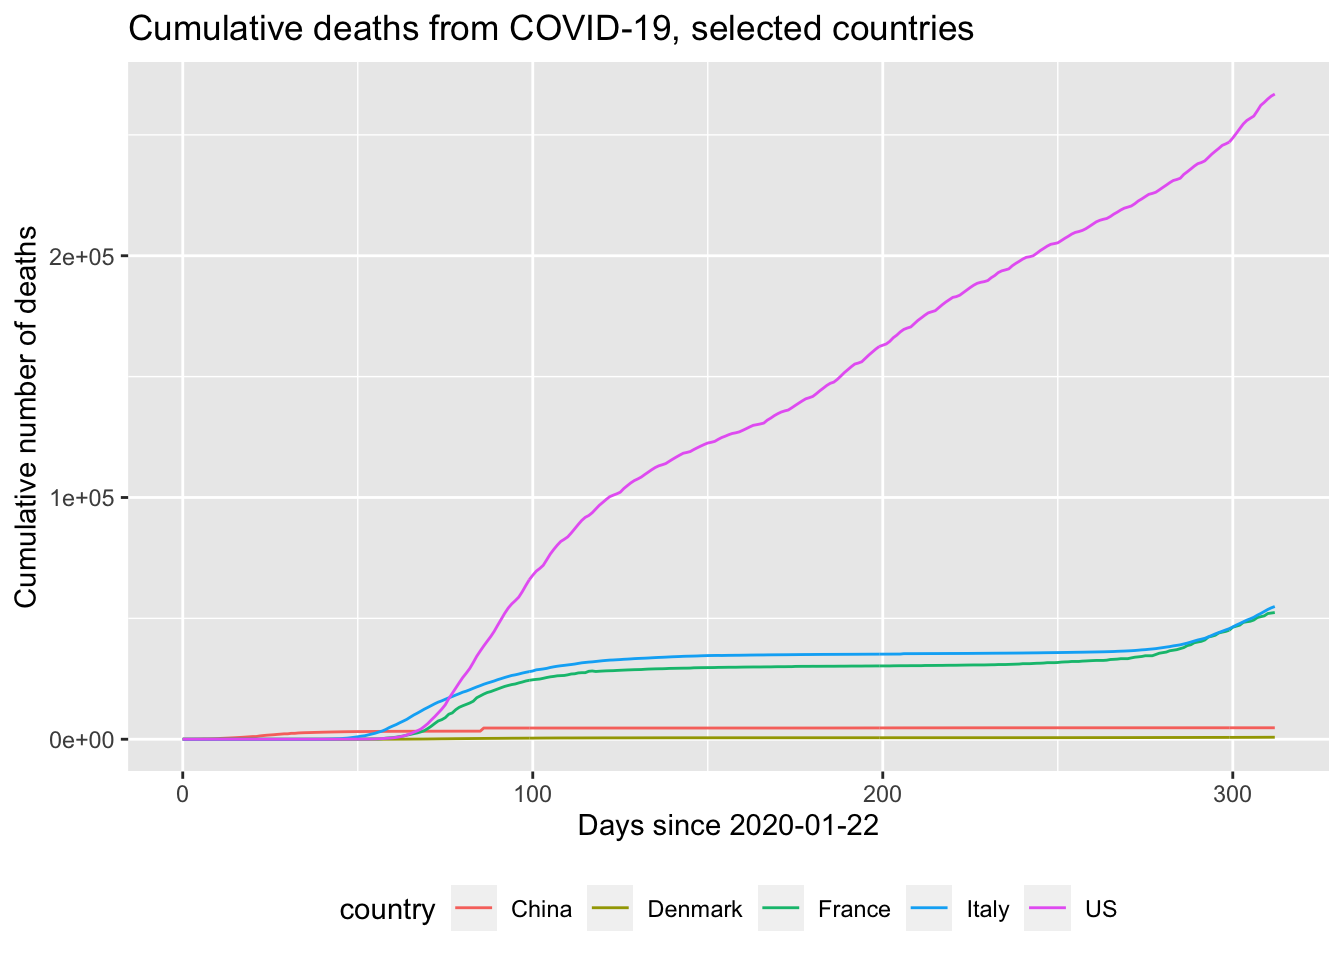 Cumulative deaths from COVID-19, selected countries
Cumulative number of deaths
2e+05
1e+05
0e+00
0 100 200 300
Days since 2020-01-22
country China Denmark France Italy US